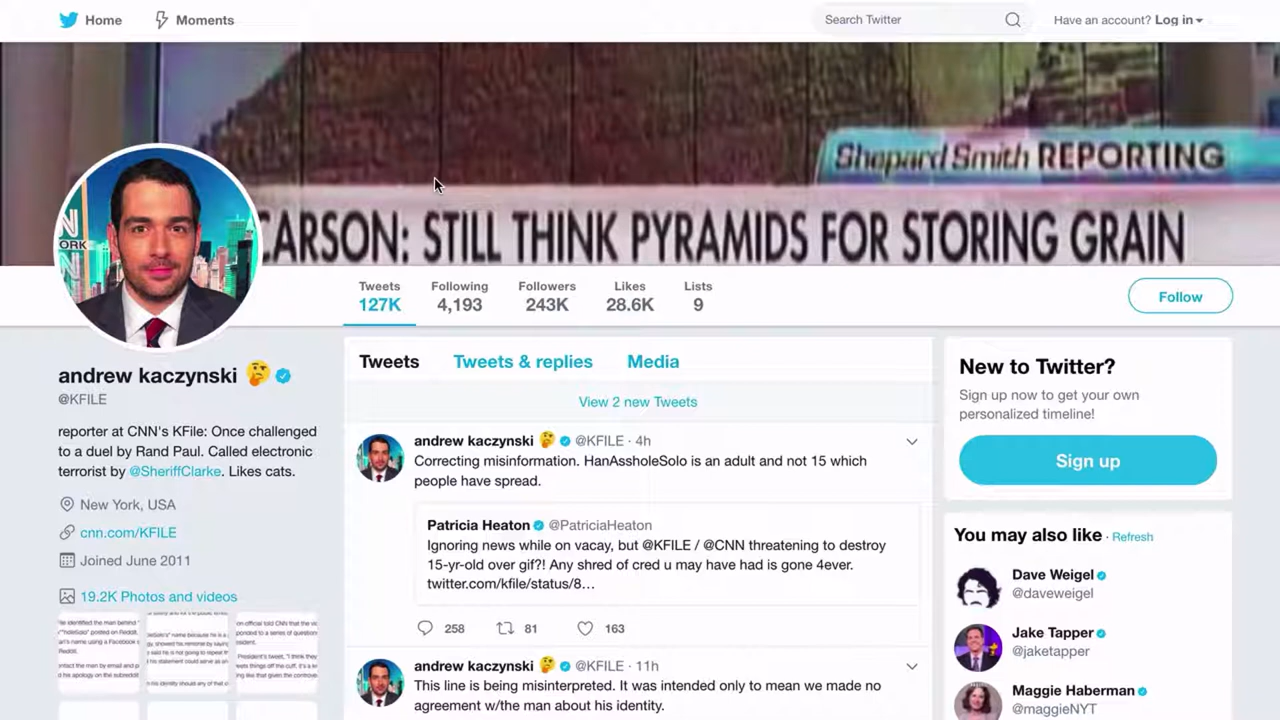 Home
Moments
Search Twitter
Have an account? Log in
Shepard Smith REPORTING
CARSON: STILL THINK PYRAMIDS FOR STORING GRAIN
Tweets
127K
Following
4,193
Followers
243K
Likes
28.6K
Lists
9
Follow
andrew kaczynski 🤔
@KFILE
reporter at CNN's KFile: Once challenged
to a duel by Rand Paul. Called electronic
terrorist by @SheriffClarke. Likes cats.
New York, USA
cnn.com/KFILE
Joined June 2011
19.2K Photos and videos
Tweets
Tweets & replies
Media
View 2 new Tweets
andrew kaczynski 🤔 @KFILE · 4h
Correcting misinformation. HanAssholeSolo is an adult and not 15 which
people have spread.
Patricia Heaton @PatriciaHeaton
Ignoring news while on vacay, but @KFILE / @CNN threatening to destroy
15-yr-old over gif?! Any shred of cred u may have had is gone 4ever.
twitter.com/kfile/status/8…
258
81
163
andrew kaczynski 🤔 @KFILE · 11h
This line is being misinterpreted. It was intended only to mean we made no
agreement w/the man about his identity.
New to Twitter?
Sign up now to get your own
personalized timeline!
Sign up
You may also like · Refresh
Dave Weigel
@daveweigel
Jake Tapper
@jaketapper
Maggie Haberman
@maggieNYT